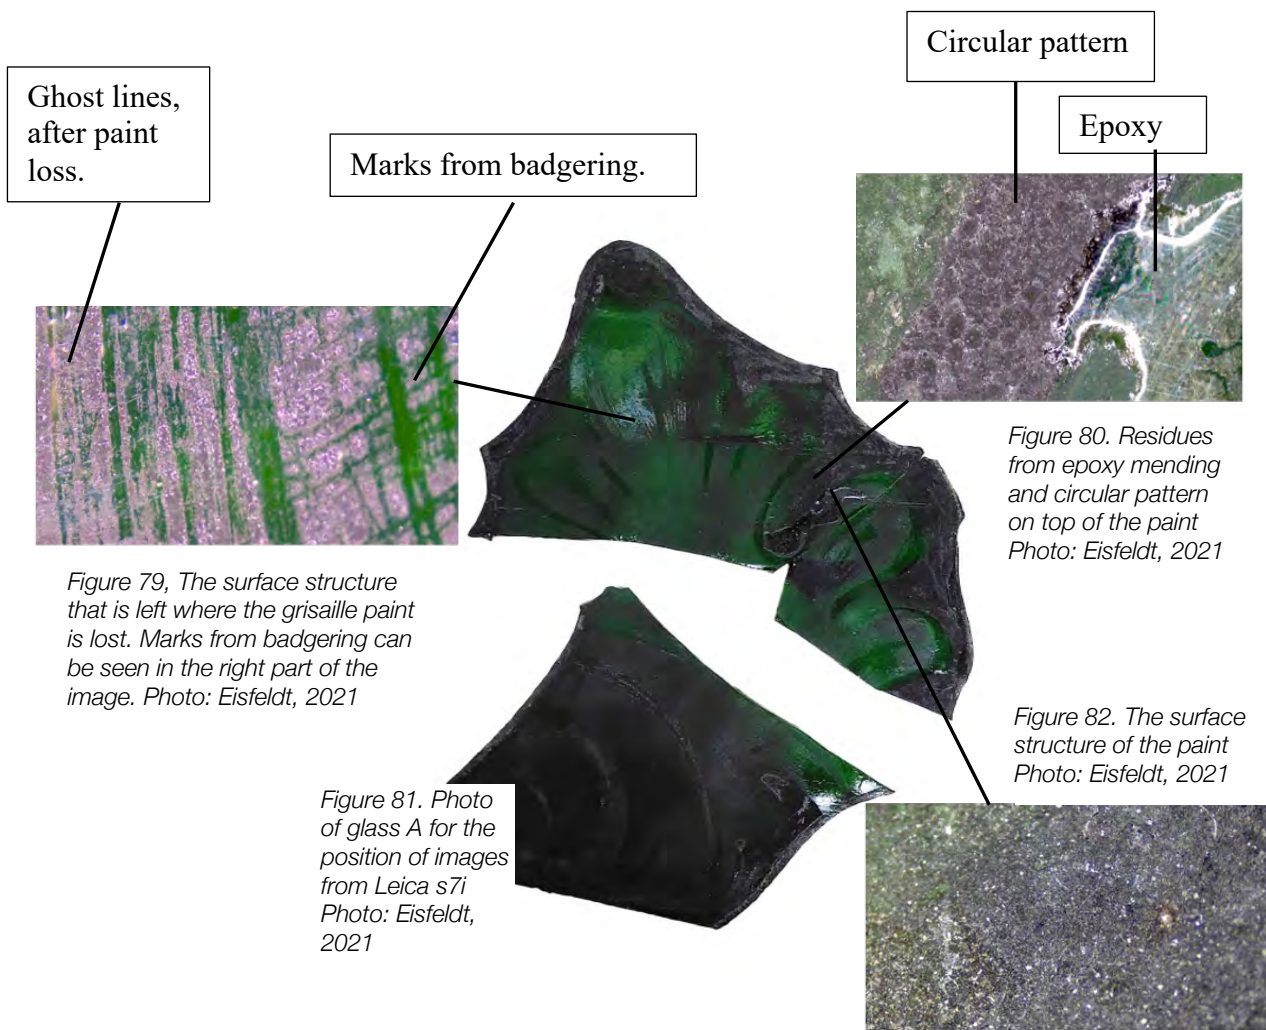 Circular pattern
Ghost lines,
after paint
loss.
Epoxy
Marks from badgering.
Figure 80. Residues
from epoxy mending
and circular pattern
on top of the paint
Photo: Eisfeldt, 2021
Figure 79, The surface structure
that is left where the grisaille paint
is lost. Marks from badgering can
be seen in the right part of the
image. Photo: Eisfeldt, 2021
Figure 82. The surface
structure of the paint
Photo: Eisfeldt, 2021
Figure 81. Photo
of glass A for the
position of images
from Leica s7i
Photo: Eisfeldt,
2021